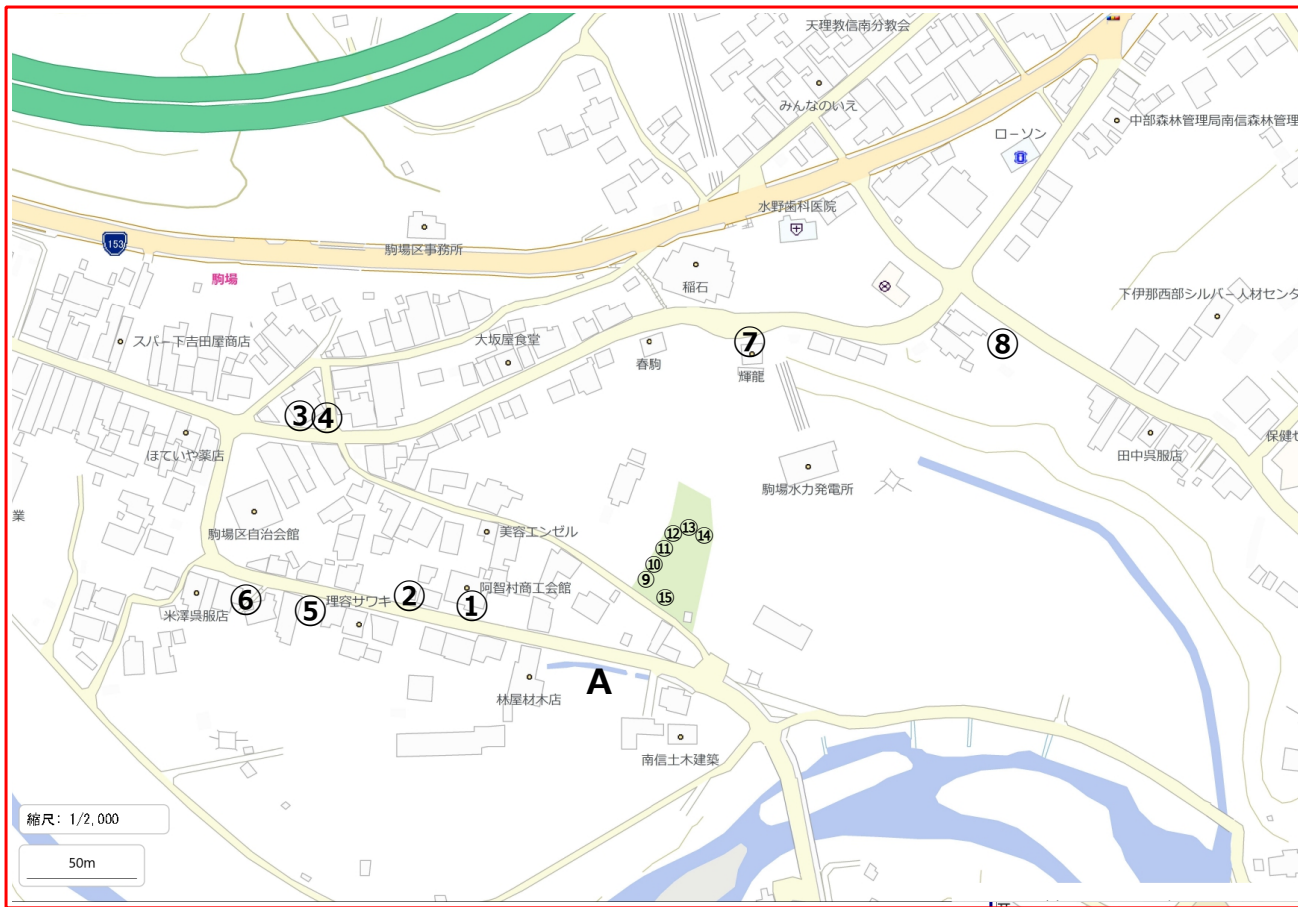 天理教信南分教会
みんなのいえ
ローソン
中部森林管理局南信森林管理
水野歯科医院
153
駒場区事務所
駒場
稲石
下伊那西部シルバー人材センタ
スパー下吉田屋商店
大坂屋食堂
春駒
⑦
輝龍
⑧
③
④
ほていや薬店
田中呉服店
保健セ
駒場水力発電所
業
駒場区自治会館
美容エンゼル
⑫
⑬
⑭
⑪
⑩
⑨
⑮
阿智村商工会館
米澤呉服店
⑥
⑤
理容サワキ
②
①
A
林屋材木店
南信土木建築
縮尺: 1/2,000
50m